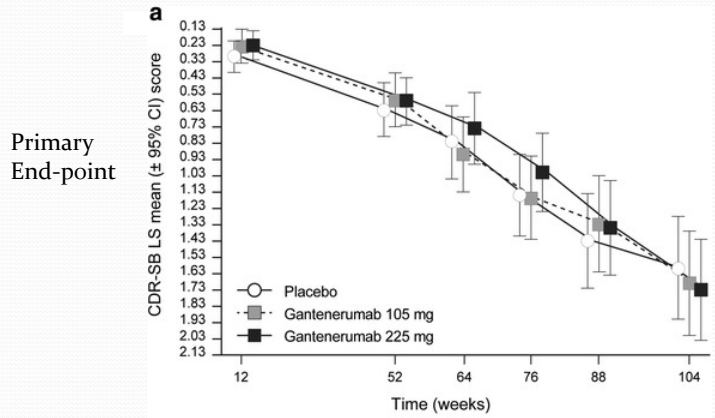 a
Primary
End-point
CDR-SB LS mean (± 95% CI) score
0.13
0.23
0.33
0.43
0.53
0.63
0.73
0.83
0.93
1.03
1.13
1.23
1.33
1.43
1.53
1.63
1.73
1.83
1.93
2.03
2.13
Placebo
Gantenerumab 105 mg
Gantenerumab 225 mg
12 52 64 76 88 104
Time (weeks)